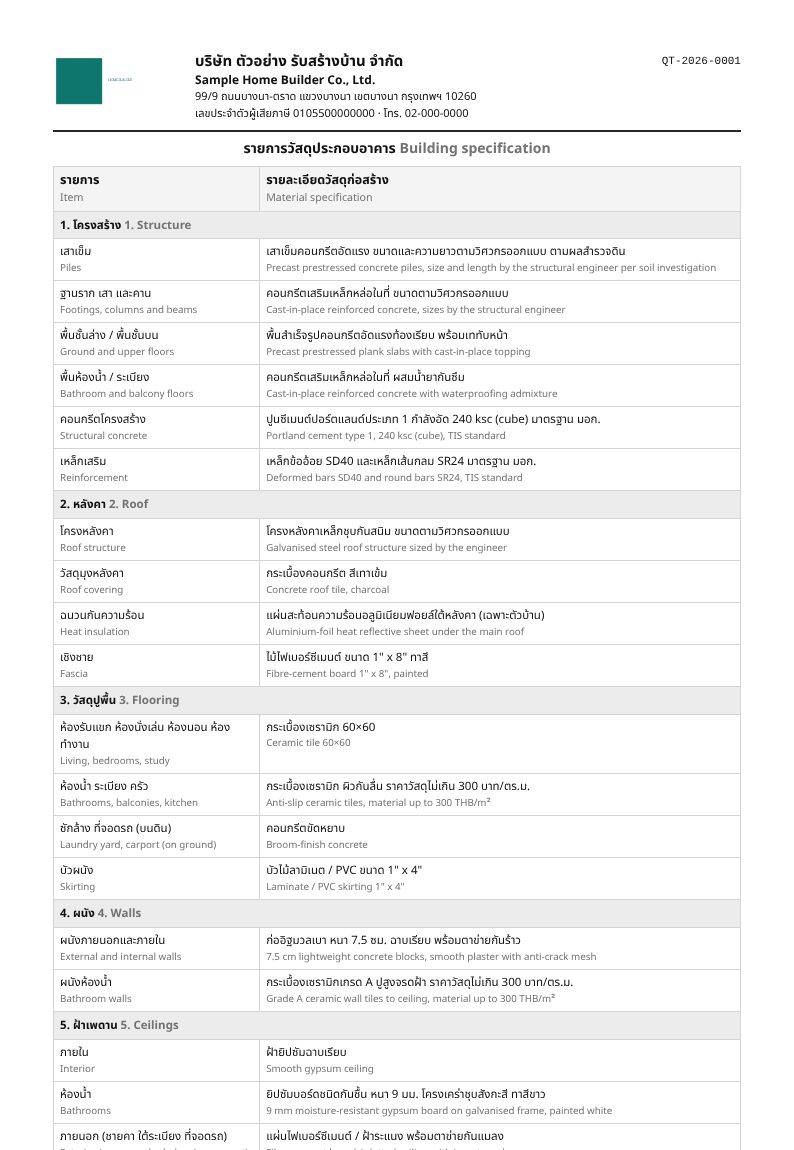 บริษัท ตัวอย่าง รับสร้างบ้าน จำกัด
QT-2026-0001
Sample Home Builder Co., Ltd.
99/9 ถนนบางนา-ตราด แขวงบางนา เขตบางนา กรุงเทพฯ 10260
เลขประจำตัวผู้เสียภาษี 0105500000000 · โทร. 02-000-0000
รายการวัสดุประกอบอาคาร Building specification
รายการ
Item
รายละเอียดวัสดุก่อสร้าง
Material specification
1. โครงสร้าง 1. Structure
เสาเข็ม
Piles
เสาเข็มคอนกรีตอัดแรง ขนาดและความยาวตามวิศวกรออกแบบ ตามผลสำรวจดิน
Precast prestressed concrete piles, size and length by the structural engineer per soil investigation
ฐานราก เสา และคาน
Footings, columns and beams
คอนกรีตเสริมเหล็กหล่อในที่ ขนาดตามวิศวกรออกแบบ
Cast-in-place reinforced concrete, sizes by the structural engineer
พื้นชั้นล่าง / พื้นชั้นบน
Ground and upper floors
พื้นสำเร็จรูปคอนกรีตอัดแรงท้องเรียบ พร้อมเททับหน้า
Precast prestressed plank slabs with cast-in-place topping
พื้นห้องน้ำ / ระเบียง
Bathroom and balcony floors
คอนกรีตเสริมเหล็กหล่อในที่ ผสมน้ำยากันซึม
Cast-in-place reinforced concrete with waterproofing admixture
คอนกรีตโครงสร้าง
Structural concrete
ปูนซีเมนต์ปอร์ตแลนด์ประเภท 1 กำลังอัด 240 ksc (cube) มาตรฐาน มอก.
Portland cement type 1, 240 ksc (cube), TIS standard
เหล็กเสริม
Reinforcement
เหล็กข้ออ้อย SD40 และเหล็กเส้นกลม SR24 มาตรฐาน มอก.
Deformed bars SD40 and round bars SR24, TIS standard
2. หลังคา 2. Roof
โครงหลังคา
Roof structure
โครงหลังคาเหล็กชุบกันสนิม ขนาดตามวิศวกรออกแบบ
Galvanised steel roof structure sized by the engineer
วัสดุมุงหลังคา
Roof covering
กระเบื้องคอนกรีต สีเทาเข้ม
Concrete roof tile, charcoal
ฉนวนกันความร้อน
Heat insulation
แผ่นสะท้อนความร้อนอลูมิเนียมฟอยล์ใต้หลังคา (เฉพาะตัวบ้าน)
Aluminium-foil heat reflective sheet under the main roof
เชิงชาย
Fascia
ไม้ไฟเบอร์ซีเมนต์ ขนาด 1" x 8" ทาสี
Fibre-cement board 1" x 8", painted
3. วัสดุปูพื้น 3. Flooring
ห้องรับแขก ห้องนั่งเล่น ห้องนอน ห้อง
ทำงาน
Living, bedrooms, study
กระเบื้องเซรามิก 60×60
Ceramic tile 60×60
ห้องน้ำ ระเบียง ครัว
Bathrooms, balconies, kitchen
กระเบื้องเซรามิก ผิวกันลื่น ราคาวัสดุไม่เกิน 300 บาท/ตร.ม.
Anti-slip ceramic tiles, material up to 300 THB/m²
ซักล้าง ที่จอดรถ (บนดิน)
Laundry yard, carport (on ground)
คอนกรีตขัดหยาบ
Broom-finish concrete
บัวผนัง
Skirting
บัวไม้ลามิเนต / PVC ขนาด 1" x 4"
Laminate / PVC skirting 1" x 4"
4. ผนัง 4. Walls
ผนังภายนอกและภายใน
External and internal walls
ก่ออิฐมวลเบา หนา 7.5 ซม. ฉาบเรียบ พร้อมตาข่ายกันร้าว
7.5 cm lightweight concrete blocks, smooth plaster with anti-crack mesh
ผนังห้องน้ำ
Bathroom walls
กระเบื้องเซรามิกเกรด A ปูสูงจรดฝ้า ราคาวัสดุไม่เกิน 300 บาท/ตร.ม.
Grade A ceramic wall tiles to ceiling, material up to 300 THB/m²
5. ฝ้าเพดาน 5. Ceilings
ภายใน
Interior
ฝ้ายิปซัมฉาบเรียบ
Smooth gypsum ceiling
ห้องน้ำ
Bathrooms
ยิปซัมบอร์ดชนิดกันชื้น หนา 9 มม. โครงเคร่าชุบสังกะสี ทาสีขาว
9 mm moisture-resistant gypsum board on galvanised frame, painted white
ภายนอก (ชายคา ใต้ระเบียง ที่จอดรถ)
แผ่นไฟเบอร์ซีเมนต์ / ฝ้าระแนง พร้อมตาข่ายกันแมลง